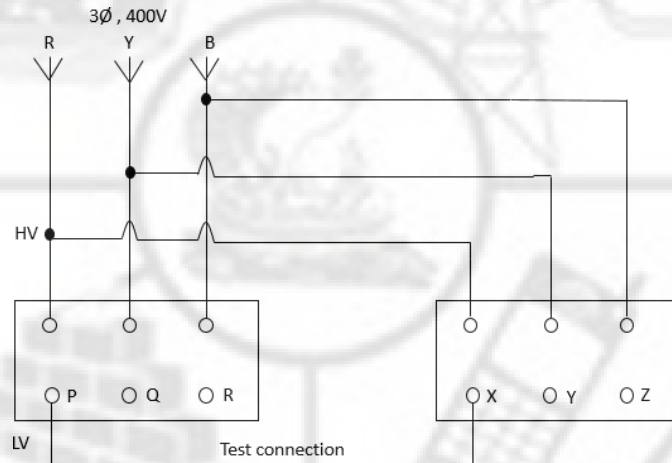 3Ø , 400V
R Y B
HV
P Q R X Y Z
LV
Test connection